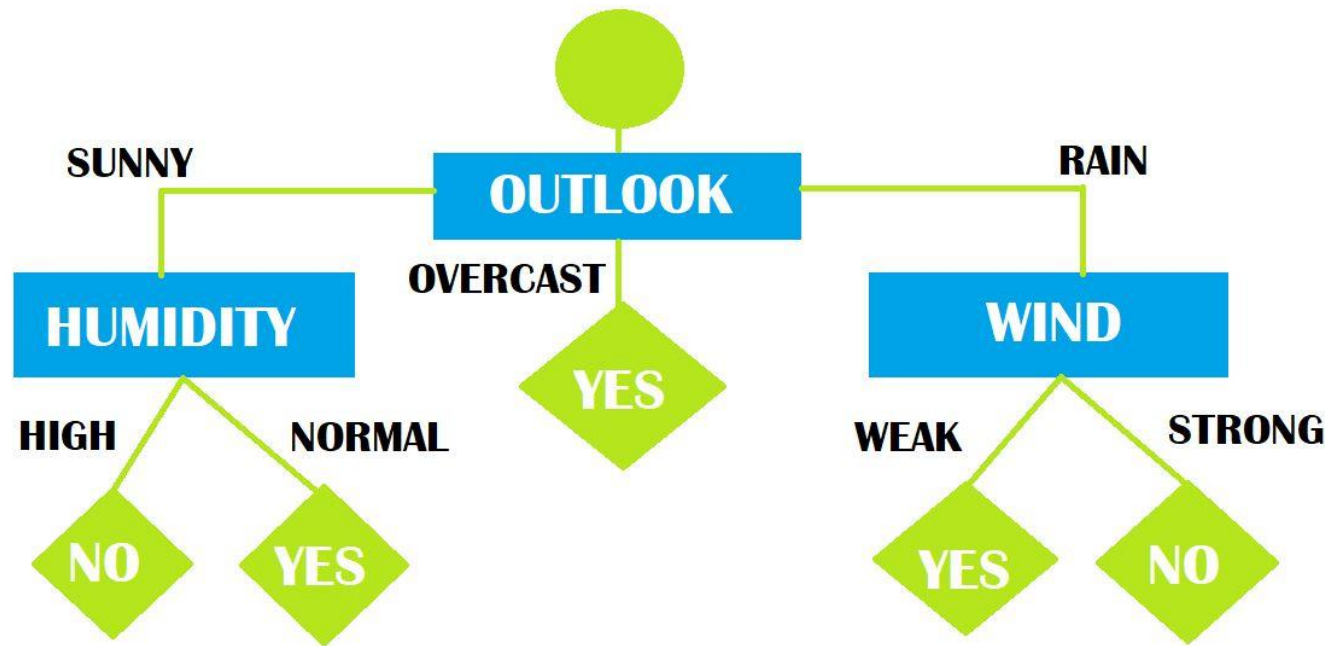 SUNNY
OUTLOOK
RAIN
OVERCAST
HUMIDITY
WIND
YES
HIGH
NORMAL
WEAK
STRONG
NO
YES
YES
NO